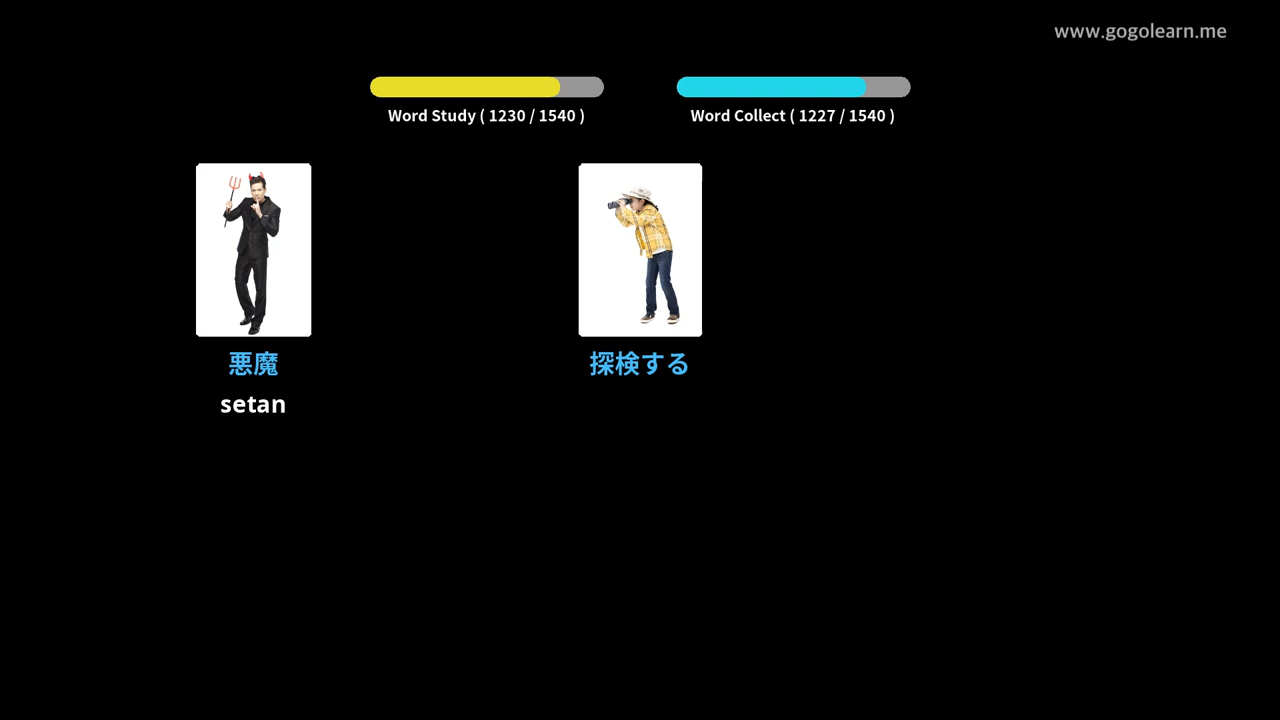 www.gogolearn.me
Word Study ( 1230 / 1540 )
Word Collect ( 1227 / 1540 )
悪魔
探検する
setan